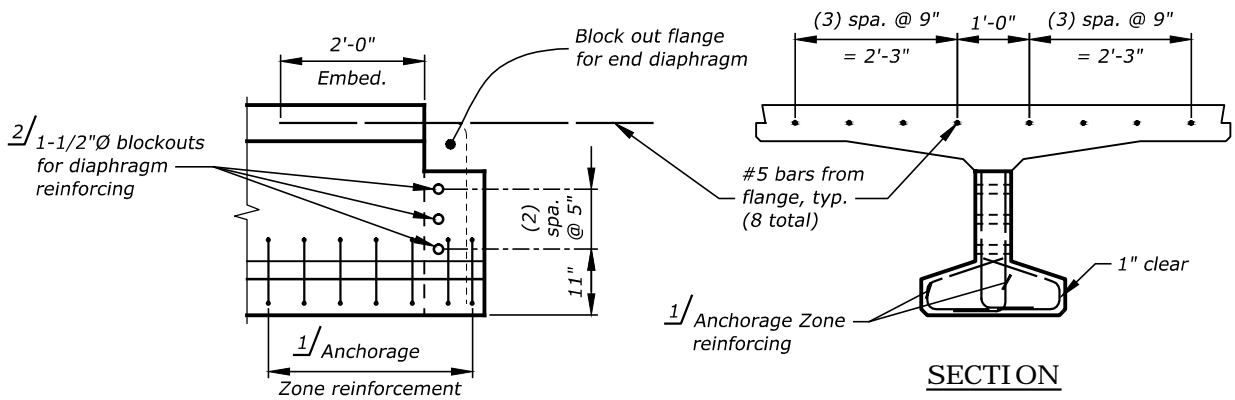 2'-0"
Embed.
Block out flange
for end diaphragm
2/ 1-1/2"Ø blockouts
for diaphragm
reinforcing
(2)
spa.
@ 5"
11"
1/ Anchorage
Zone reinforcement
(3) spa. @ 9"
= 2'-3"
1'-0"
(3) spa. @ 9"
= 2'-3"
#5 bars from
flange, typ.
(8 total)
1" clear
1/ Anchorage Zone
reinforcing
SECTION